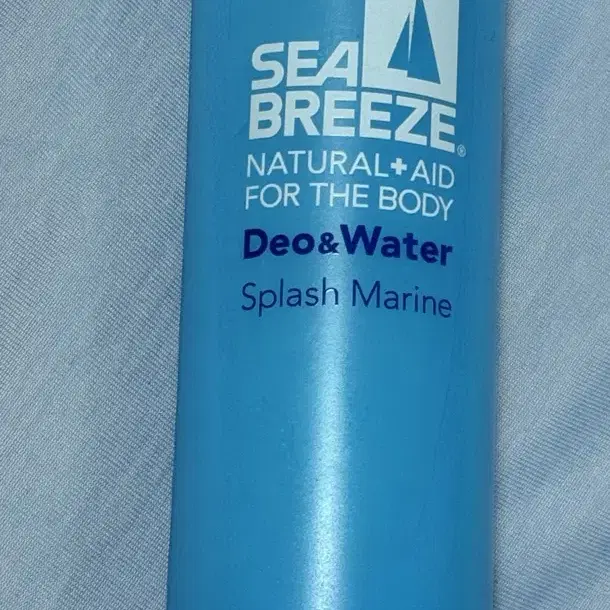 SEA
BREEZE®
NATURAL+AID
FOR THE BODY
Deo&Water
Splash Marine